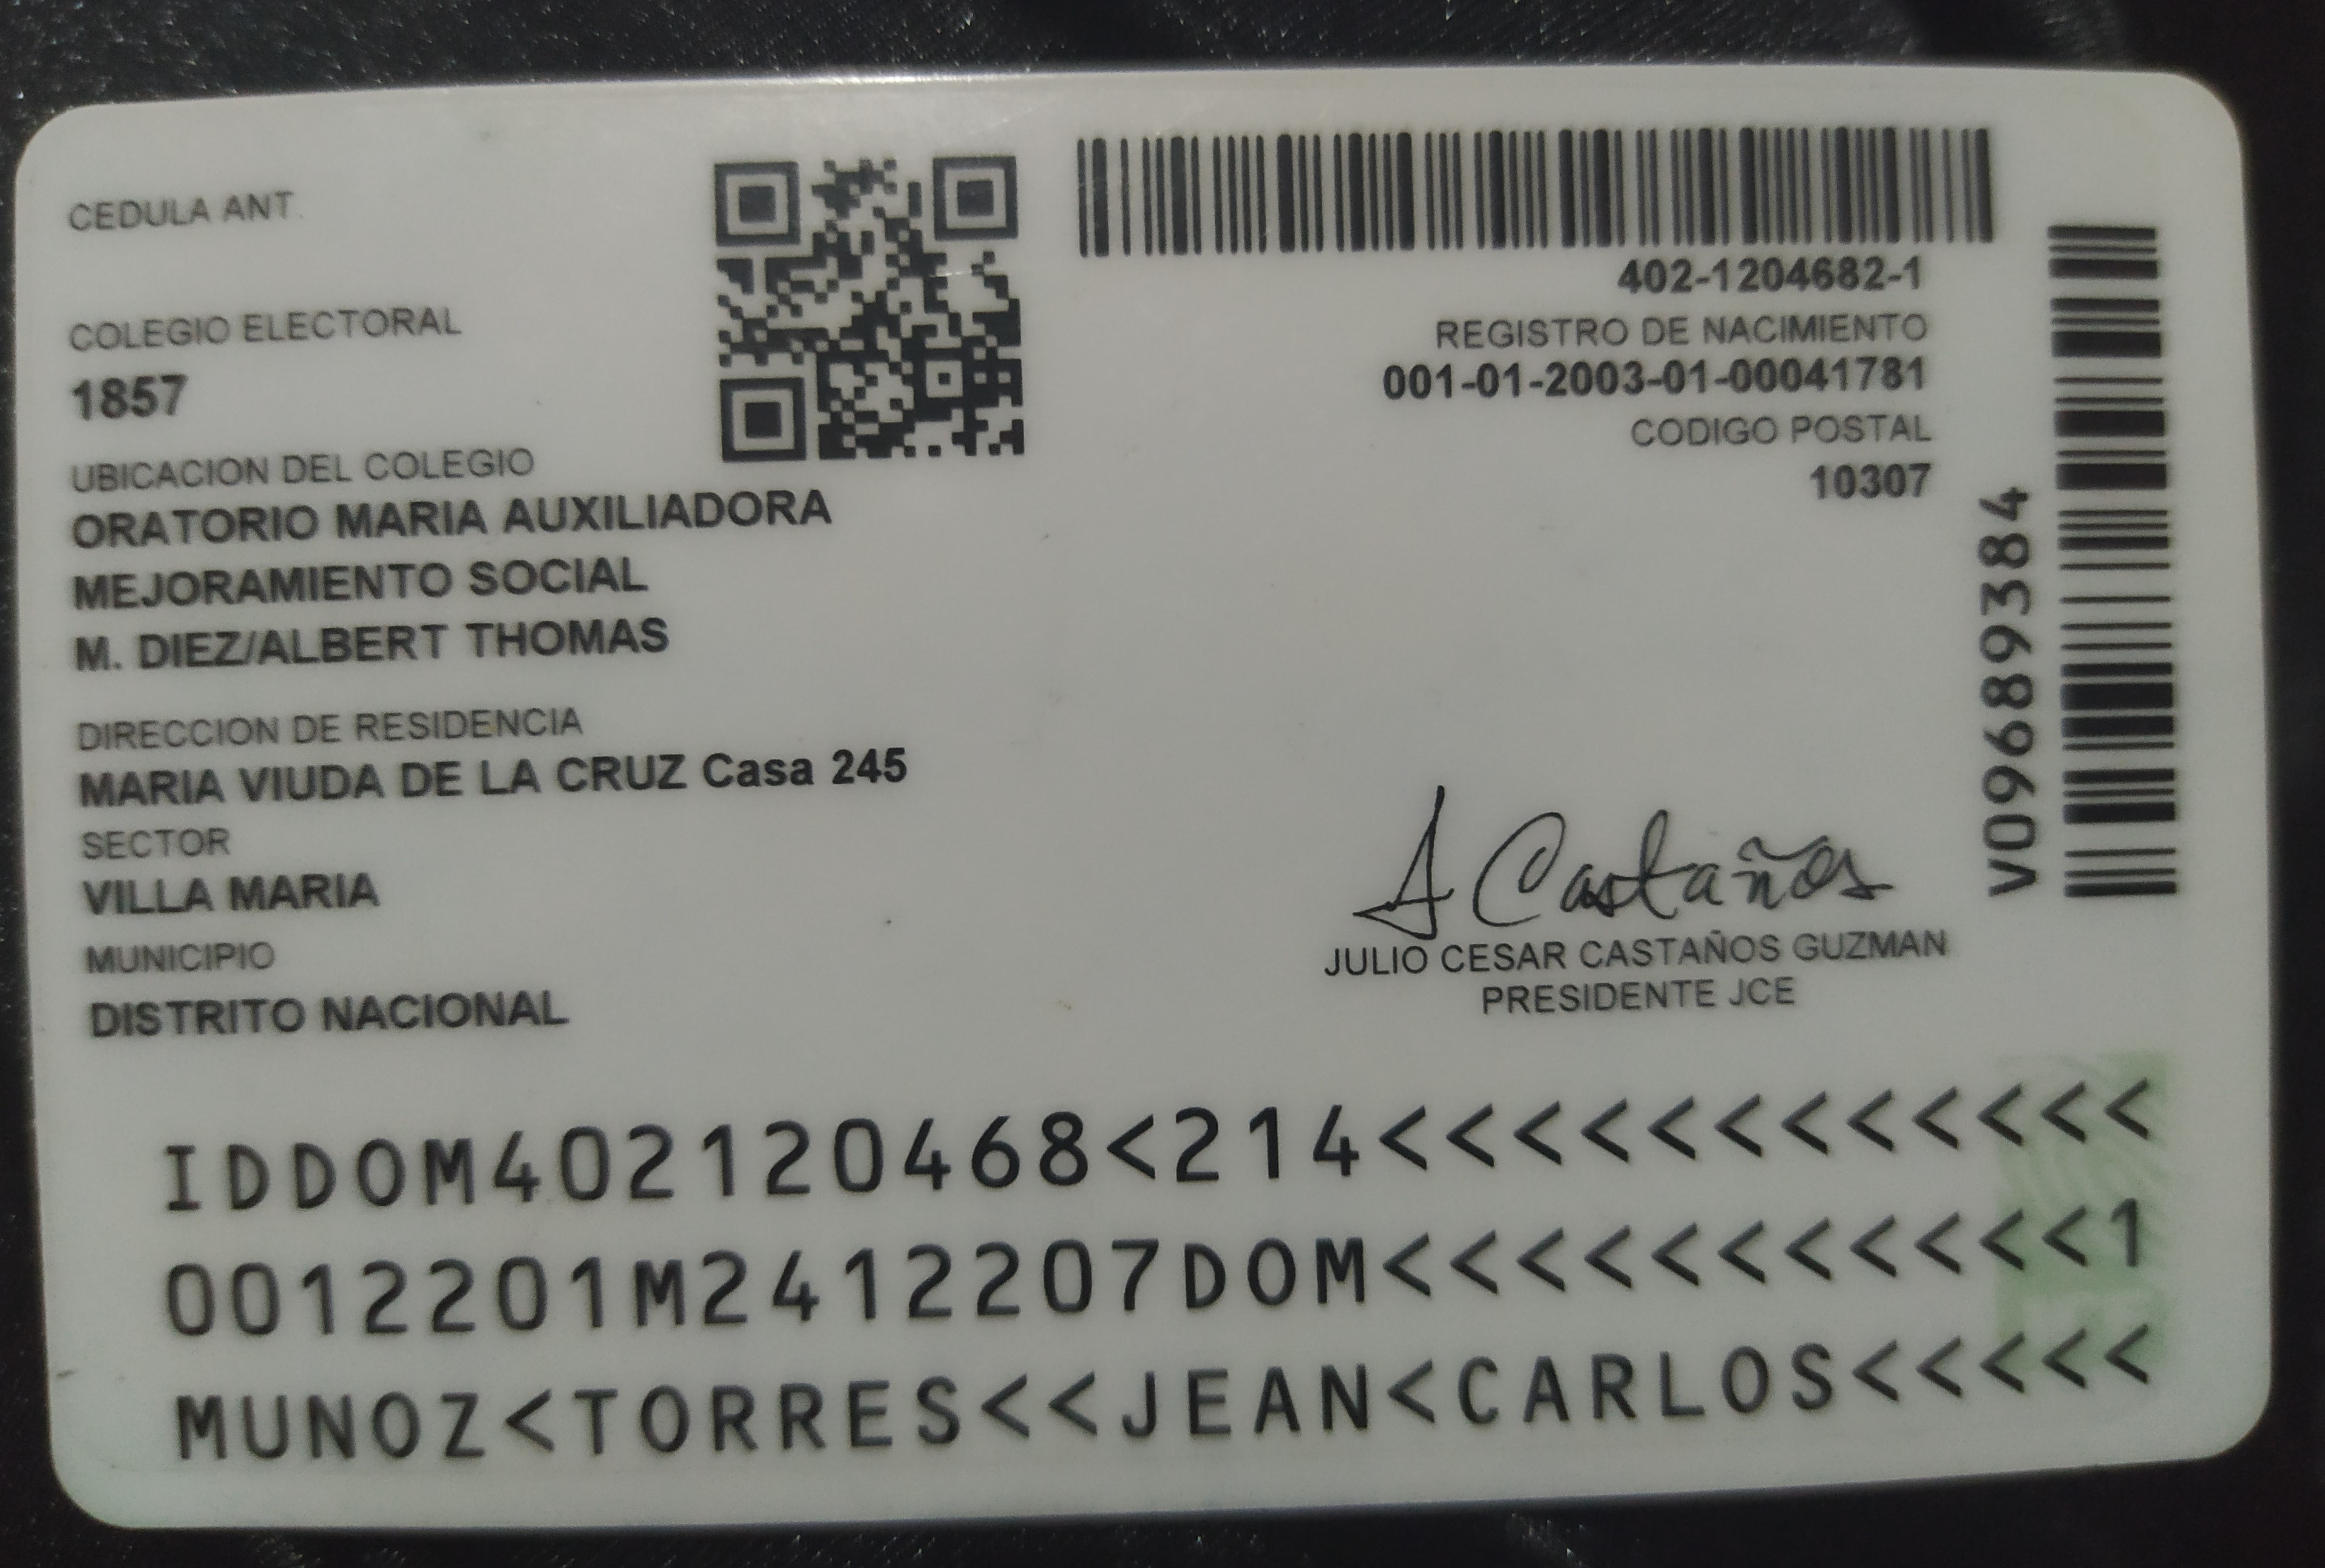 CEDULA ANT.
COLEGIO ELECTORAL
1857
UBICACION DEL COLEGIO
ORATORIO MARIA AUXILIADORA
MEJORAMIENTO SOCIAL
M. DIEZ/ALBERT THOMAS
DIRECCION DE RESIDENCIA
MARIA VIUDA DE LA CRUZ Casa 245
SECTOR
VILLA MARIA
MUNICIPIO
DISTRITO NACIONAL
402-1204682-1
REGISTRO DE NACIMIENTO
001-01-2003-01-00041781
CODIGO POSTAL
10307
V09689384
A Castaños
JULIO CESAR CASTAÑOS GUZMAN
PRESIDENTE JCE
IDDOM402120468<214<<<<<<<<<<<<
0012201M2412207DOM<<<<<<<<<<<1
MUNOZ<TORRES<<JEAN<CARLOS<<<<<